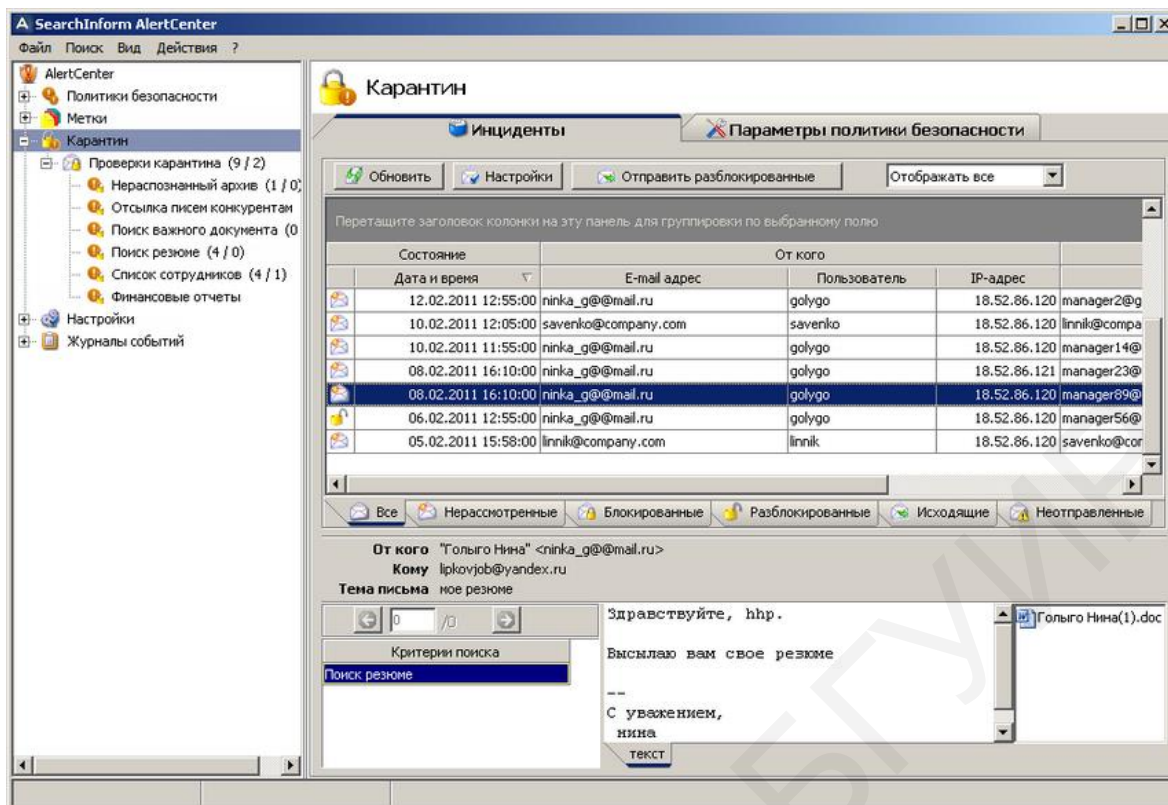 SearchInform AlertCenter
Файл Поиск Вид Действия ?
AlertCenter
Политики безопасности
Метки
Карантин
Проверки карантина (9 / 2)
Нераспознанный архив (1 / 0)
Отсылка писем конкурентам
Поиск важного документа (0
Поиск резюме (4 / 0)
Список сотрудников (4 / 1)
Финансовые отчеты
Настройки
Журналы событий
Карантин
Инциденты Параметры политики безопасности
Обновить Настройки Отправить разблокированные Отображать все
Перетащите заголовок колонки на эту панель для группировки по выбранному полю
Состояние От кого
Дата и время E-mail адрес Пользователь IP-адрес
12.02.2011 12:55:00 ninka_g@@mail.ru golygo 18.52.86.120 manager2@g
10.02.2011 12:05:00 savenko@company.com savenko 18.52.86.120 linnik@compa
10.02.2011 11:55:00 ninka_g@@mail.ru golygo 18.52.86.120 manager14@
08.02.2011 16:10:00 ninka_g@@mail.ru golygo 18.52.86.121 manager23@
08.02.2011 16:10:00 ninka_g@@mail.ru golygo 18.52.86.120 manager89@
06.02.2011 12:55:00 ninka_g@@mail.ru golygo 18.52.86.120 manager56@
05.02.2011 15:58:00 linnik@company.com linnik 18.52.86.120 savenko@cor
Все Нерассмотренные Блокированные Разблокированные Исходящие Неотправленные
От кого "Голыго Нина" <ninka_g@@mail.ru>
Кому lipkovjob@yandex.ru
Тема письма мое резюме
0 /0
Критерии поиска
Поиск резюме
Здравствуйте, hhp.
Высылаю вам свое резюме
--
С уважением,
нина
текст
Голыго Нина(1).doc
БГУИР